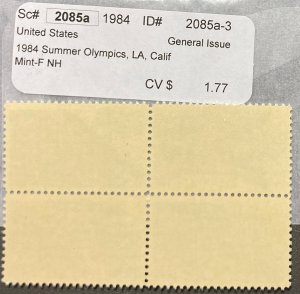 Sc# 2085a 1984 ID# 2085a-3
United States General Issue
1984 Summer Olympics, LA, Calif
Mint-F NH
CV $ 1.77